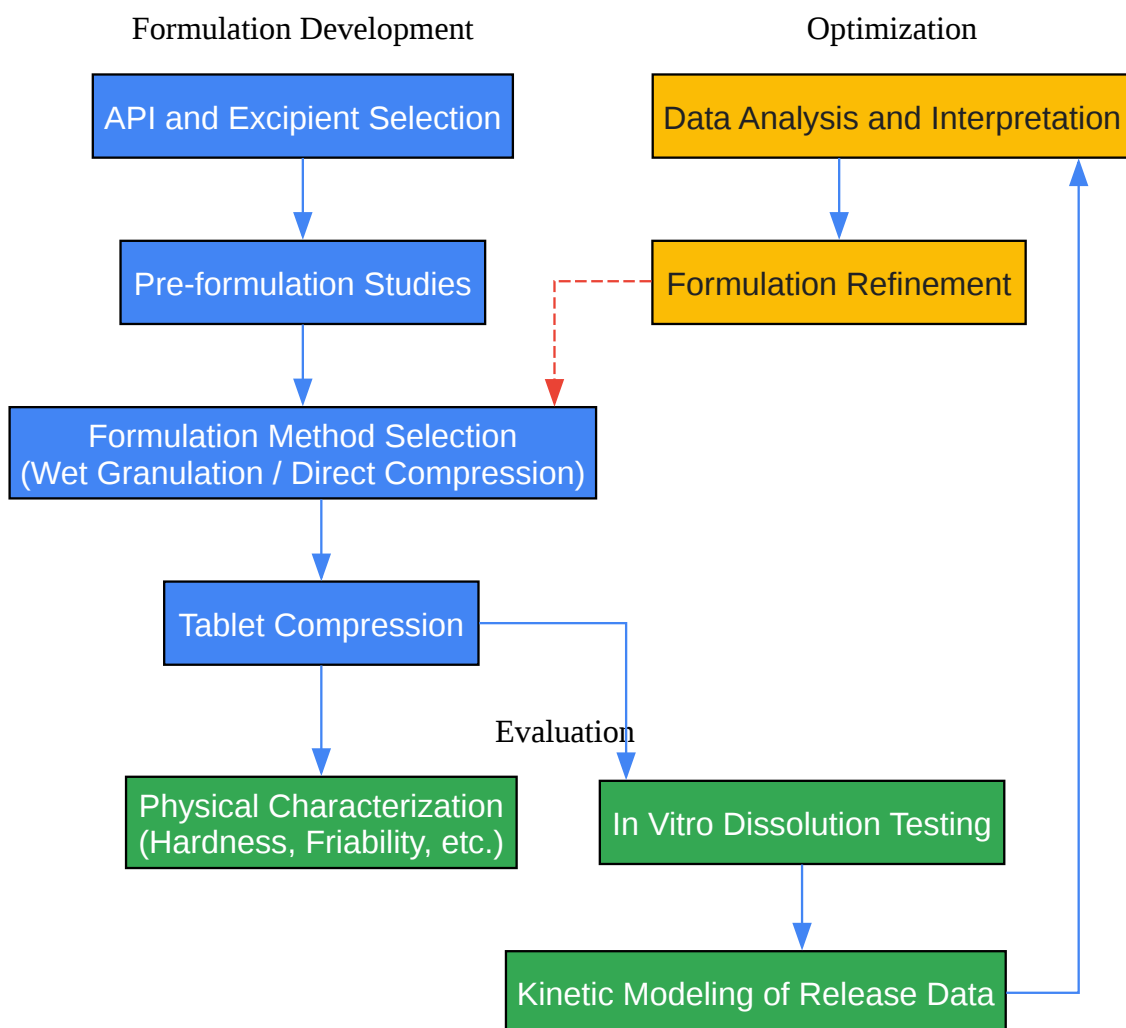 Formulation Development
Optimization
API and Excipient Selection
Data Analysis and Interpretation
Pre-formulation Studies
Formulation Refinement
Formulation Method Selection
(Wet Granulation / Direct Compression)
Tablet Compression
Evaluation
Physical Characterization
(Hardness, Friability, etc.)
In Vitro Dissolution Testing
Kinetic Modeling of Release Data